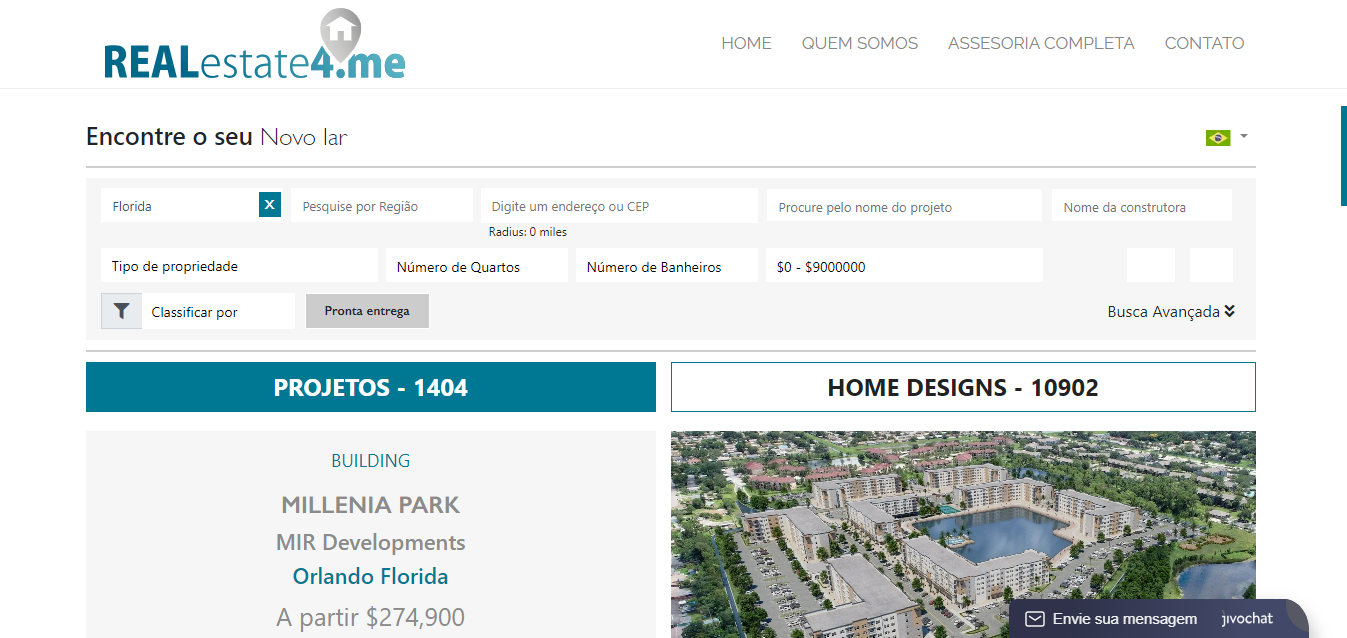 REALestate4.me
HOME QUEM SOMOS ASSESORIA COMPLETA CONTATO
Encontre o seu Novo lar
Florida X Pesquise por Região Digite um endereço ou CEP Procure pelo nome do projeto Nome da construtora
Radius: 0 miles
Tipo de propriedade Número de Quartos Número de Banheiros $0 - $9000000
Classificar por Pronta entrega Busca Avançada
PROJETOS - 1404 HOME DESIGNS - 10902
BUILDING
MILLENIA PARK
MIR Developments
Orlando Florida
A partir $274,900
Envie sua mensagem jivochat